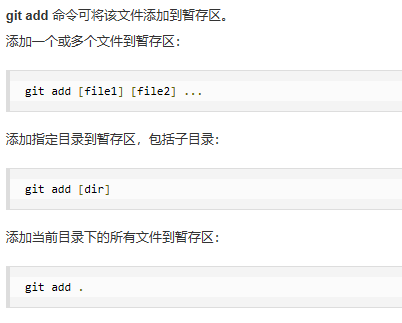 git add 命令可将该文件添加到暂存区。
添加一个或多个文件到暂存区：
git add [file1] [file2] ...
添加指定目录到暂存区，包括子目录：
git add [dir]
添加当前目录下的所有文件到暂存区：
git add .